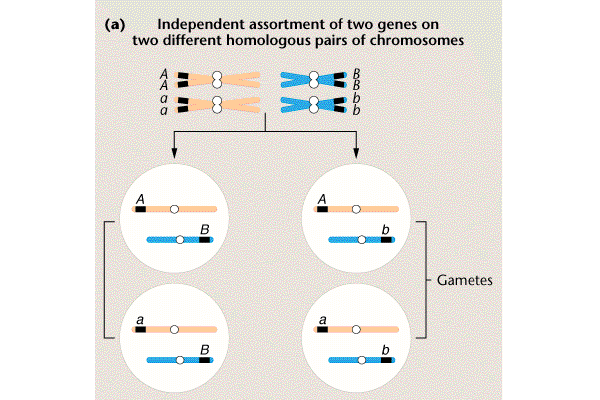 (a) Independent assortment of two genes on
two different homologous pairs of chromosomes
A B
A B
a b
a b
A A
B b
Gametes
a a
B b